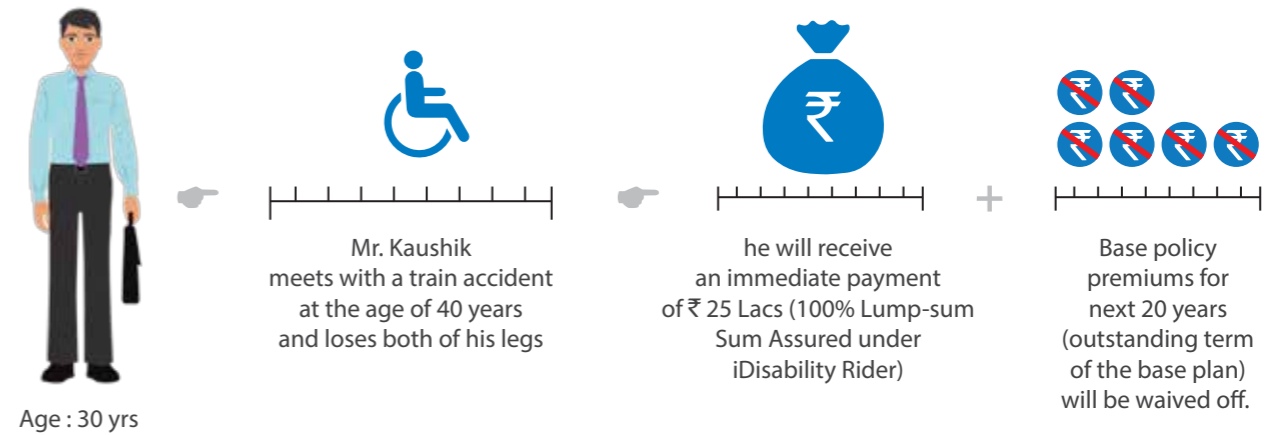 ₹
₹ ₹
₹ ₹ ₹ ₹
Mr. Kaushik
meets with a train accident
at the age of 40 years
and loses both of his legs
he will receive
an immediate payment
of ₹ 25 Lacs (100% Lump-sum
Sum Assured under
iDisability Rider)
+
Base policy
premiums for
next 20 years
(outstanding term
of the base plan)
will be waived off.
Age : 30 yrs